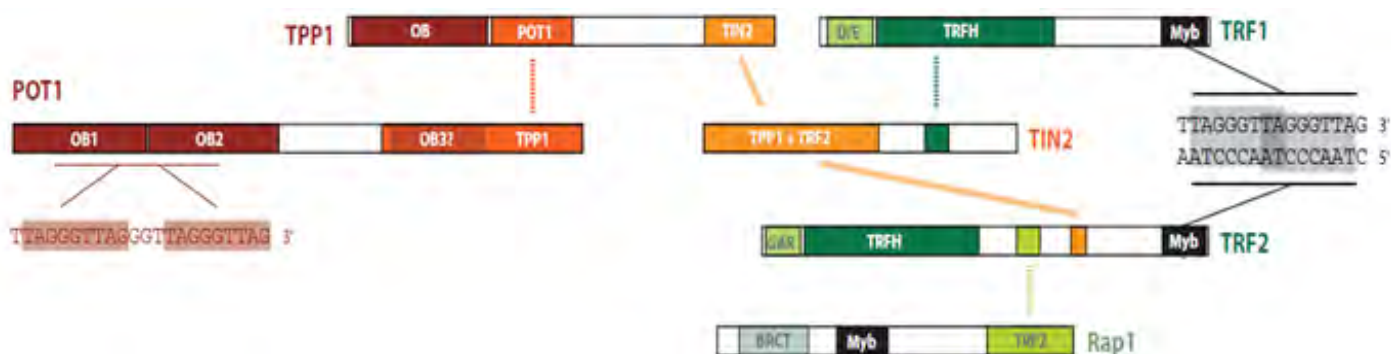 TPP1 OB POT1 TIN2 D/E TRFH Myb TRF1
POT1
OB1 OB2 OB3? TPP1 TPP1 & TRF2 TIN2
TTAGGGTTAGGGTTAG 3'
AATCCCAATCCCAATC 5'
TTAGGGTTAGGGTTAGGGTTAG 3'
GAR TRFH Myb TRF2
BRCT Myb TRF2 Rap1